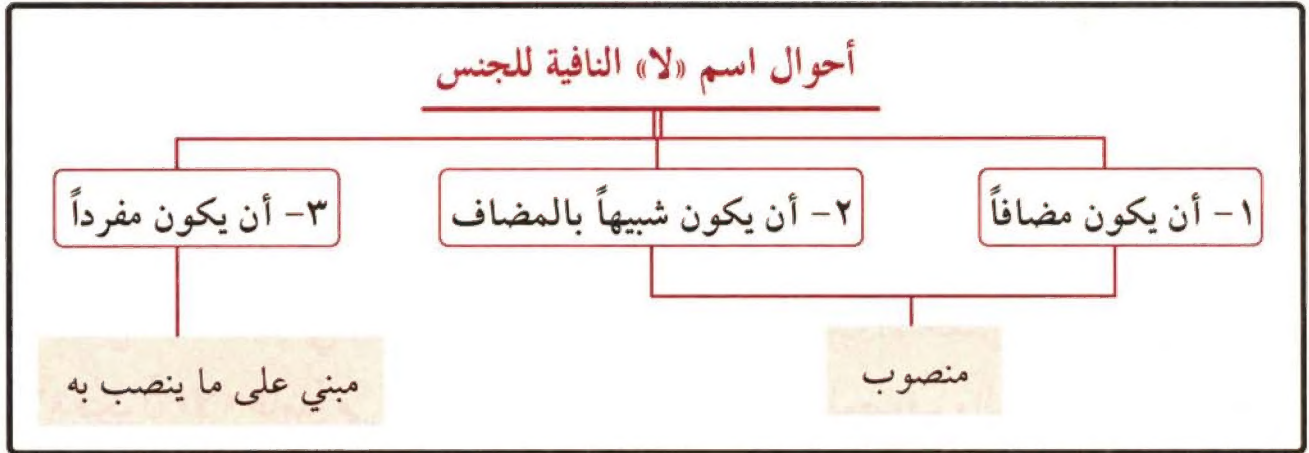 أحوال اسم «لا» النافية للجنس
١- أن يكون مضافاً
٢- أن يكون شبيهاً بالمضاف
٣- أن يكون مفرداً
منصوب
مبني على ما ينصب به